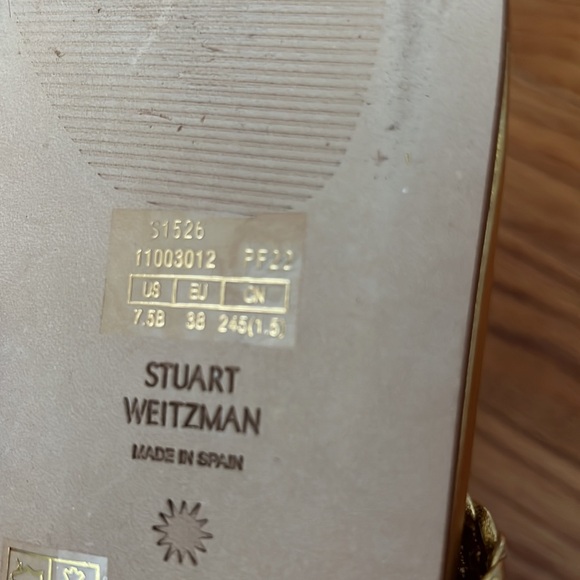 S1526
11003012 PF22
US EU CN
7.5B 38 245(1.5)
STUART
WEITZMAN
MADE IN SPAIN